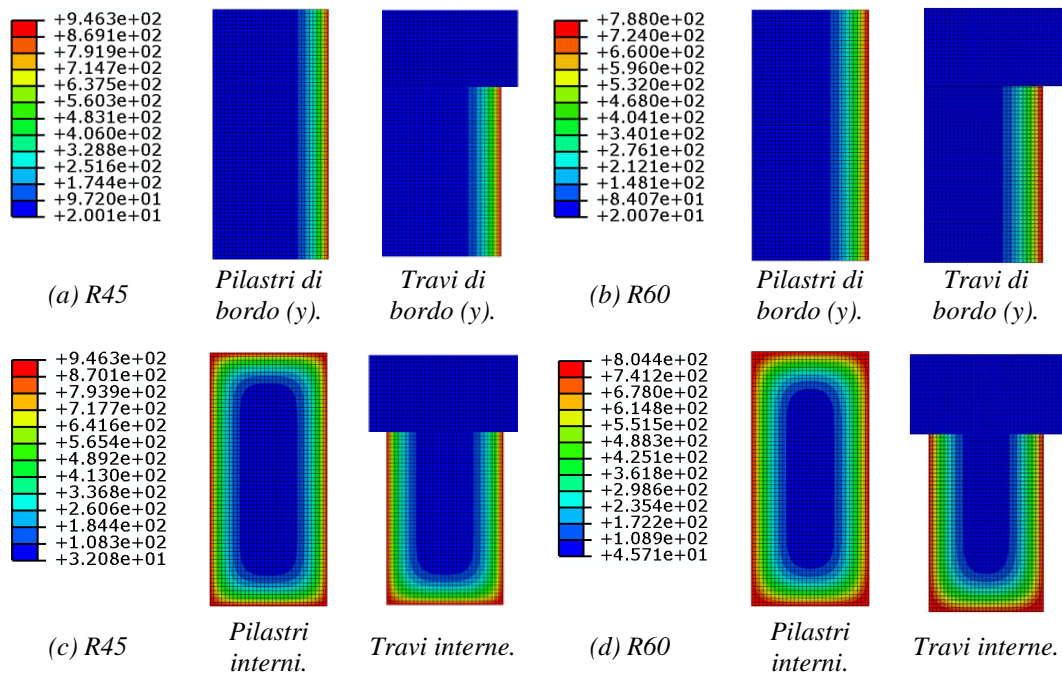 +9.463e+02
+8.691e+02
+7.919e+02
+7.147e+02
+6.375e+02
+5.603e+02
+4.831e+02
+4.060e+02
+3.288e+02
+2.516e+02
+1.744e+02
+9.720e+01
+2.001e+01
(a) R45
Pilastri di
bordo (y).
Travi di
bordo (y).
+7.880e+02
+7.240e+02
+6.600e+02
+5.960e+02
+5.320e+02
+4.680e+02
+4.041e+02
+3.401e+02
+2.761e+02
+2.121e+02
+1.481e+02
+8.407e+01
+2.007e+01
(b) R60
Pilastri di
bordo (y).
Travi di
bordo (y).
+9.463e+02
+8.701e+02
+7.939e+02
+7.177e+02
+6.416e+02
+5.654e+02
+4.892e+02
+4.130e+02
+3.368e+02
+2.606e+02
+1.844e+02
+1.083e+02
+3.208e+01
(c) R45
Pilastri
interni.
Travi interne.
+8.044e+02
+7.412e+02
+6.780e+02
+6.148e+02
+5.515e+02
+4.883e+02
+4.251e+02
+3.618e+02
+2.986e+02
+2.354e+02
+1.722e+02
+1.089e+02
+4.571e+01
(d) R60
Pilastri
interni.
Travi interne.